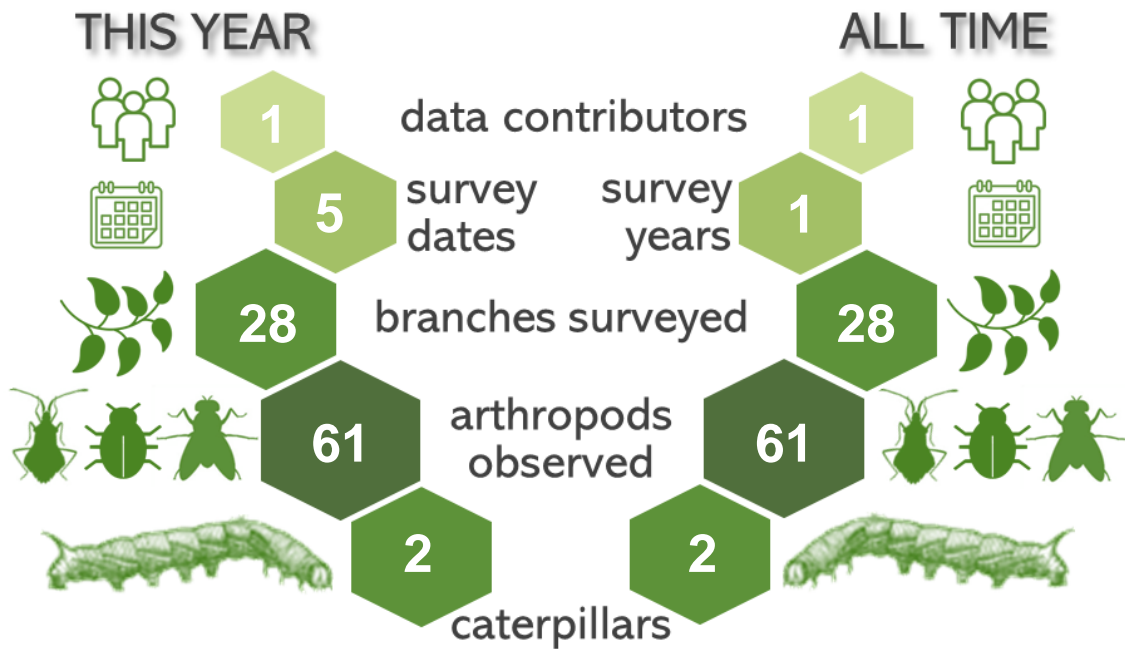 THIS YEAR
ALL TIME
1 data contributors 1
5 survey dates
survey years 1
28 branches surveyed 28
61 arthropods observed 61
2 caterpillars 2